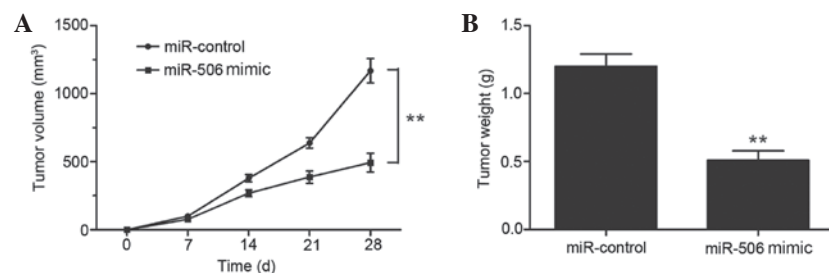 A
Tumor volume (mm³)
1500
1000
500
0
miR-control
miR-506 mimic
**
0 7 14 21 28
Time (d)
B
Tumor weight (g)
1.5
1.0
0.5
0.0
**
miR-control miR-506 mimic